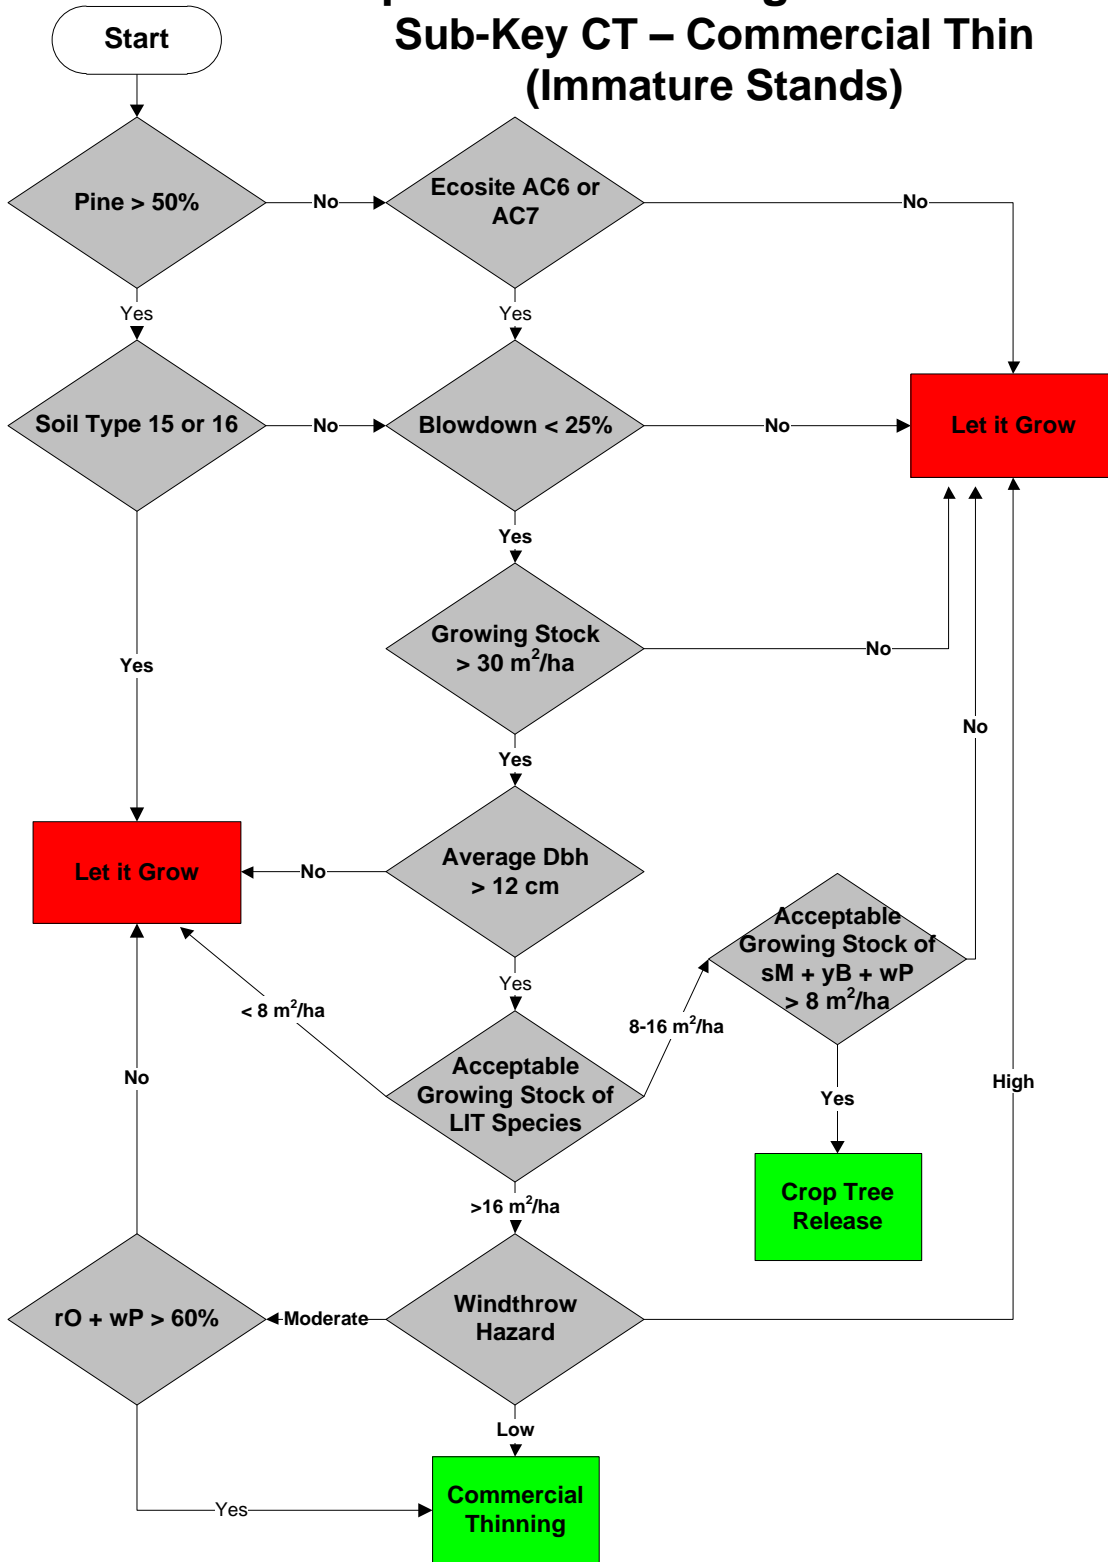 Start
Sub-Key CT – Commercial Thin
(Immature Stands)
Pine > 50%
No
Ecosite AC6 or
AC7
No
Yes
Yes
Soil Type 15 or 16
No
Blowdown < 25%
No
Let it Grow
Yes
Growing Stock
> 30 m²/ha
No
Yes
No
Yes
Let it Grow
No
Average Dbh
> 12 cm
Acceptable
Growing Stock of
sM + yB + wP
> 8 m²/ha
Yes
< 8 m²/ha
8-16 m²/ha
Acceptable
Growing Stock of
LIT Species
No
High
Yes
Crop Tree
Release
>16 m²/ha
rO + wP > 60%
Moderate
Windthrow
Hazard
Low
Yes
Commercial
Thinning